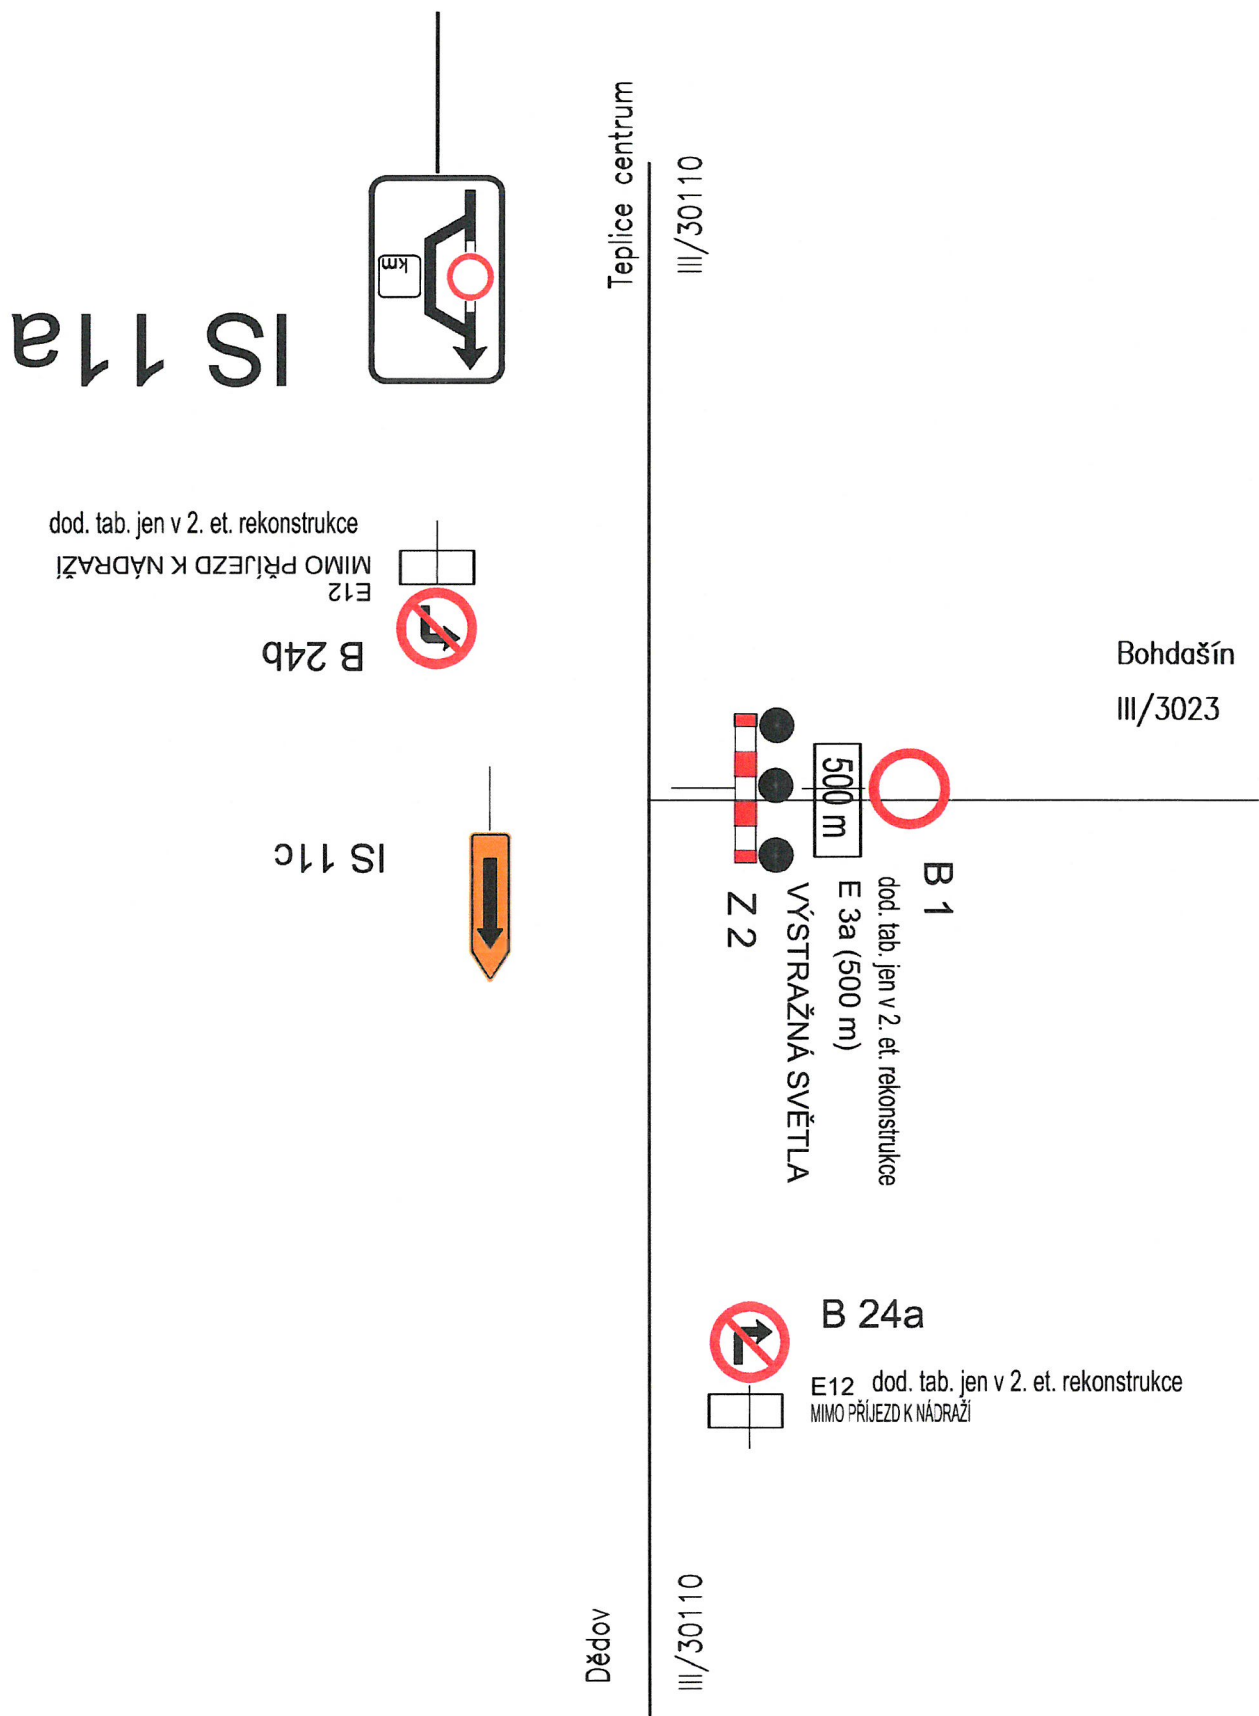 Teplice centrum
III/30110
km
IS 11a
dod. tab. jen v 2. et. rekonstrukce
MIMO PŘÍJEZD K NÁDRAŽÍ
E12
B 24b
Bohdašín
III/3023
IS 11c
500 m
B 1
dod. tab. jen v 2. et. rekonstrukce
E 3a (500 m)
VÝSTRAŽNÁ SVĚTLA
Z 2
B 24a
E12 dod. tab. jen v 2. et. rekonstrukce
MIMO PŘÍJEZD K NÁDRAŽÍ
Dědov
III/30110